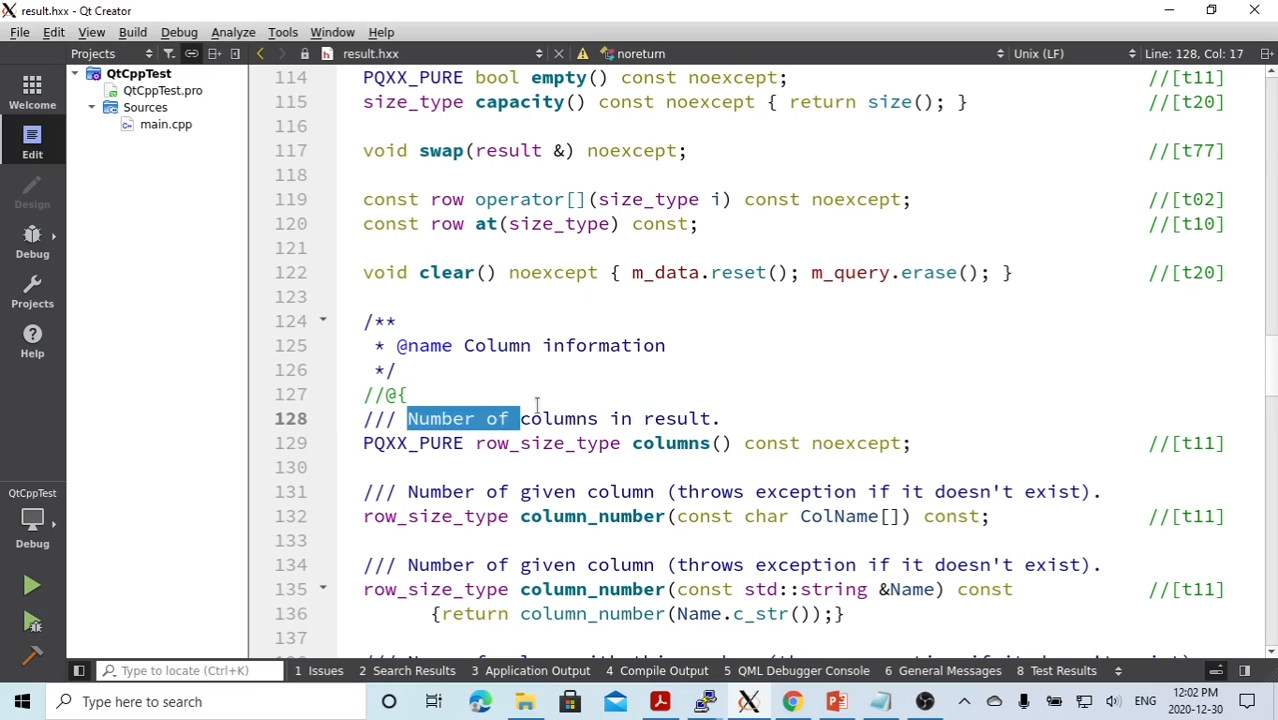 result.hxx - Qt Creator
File Edit View Build Debug Analyze Tools Window Help
Projects result.hxx noreturn Unix (LF) Line: 128, Col: 17
QtCppTest
QtCppTest.pro
Sources
main.cpp
Welcome
Edit
Design
Debug
Projects
Help
QtCppTest
Debug
114 PQXX_PURE bool empty() const noexcept; //[t11]
115 size_type capacity() const noexcept { return size(); } //[t20]
116
117 void swap(result &) noexcept; //[t77]
118
119 const row operator[](size_type i) const noexcept; //[t02]
120 const row at(size_type) const; //[t10]
121
122 void clear() noexcept { m_data.reset(); m_query.erase(); } //[t20]
123
124 /**
125 * @name Column information
126 */
127 //@{
128 /// Number of columns in result.
129 PQXX_PURE row_size_type columns() const noexcept; //[t11]
130
131 /// Number of given column (throws exception if it doesn't exist).
132 row_size_type column_number(const char ColName[]) const; //[t11]
133
134 /// Number of given column (throws exception if it doesn't exist).
135 row_size_type column_number(const std::string &Name) const //[t11]
136 {return column_number(Name.c_str());}
137
Type to locate (Ctrl+K) 1 Issues 2 Search Results 3 Application Output 4 Compile Output 5 QML Debugger Console 6 General Messages 8 Test Results
Type here to search ENG 12:02 PM
2020-12-30